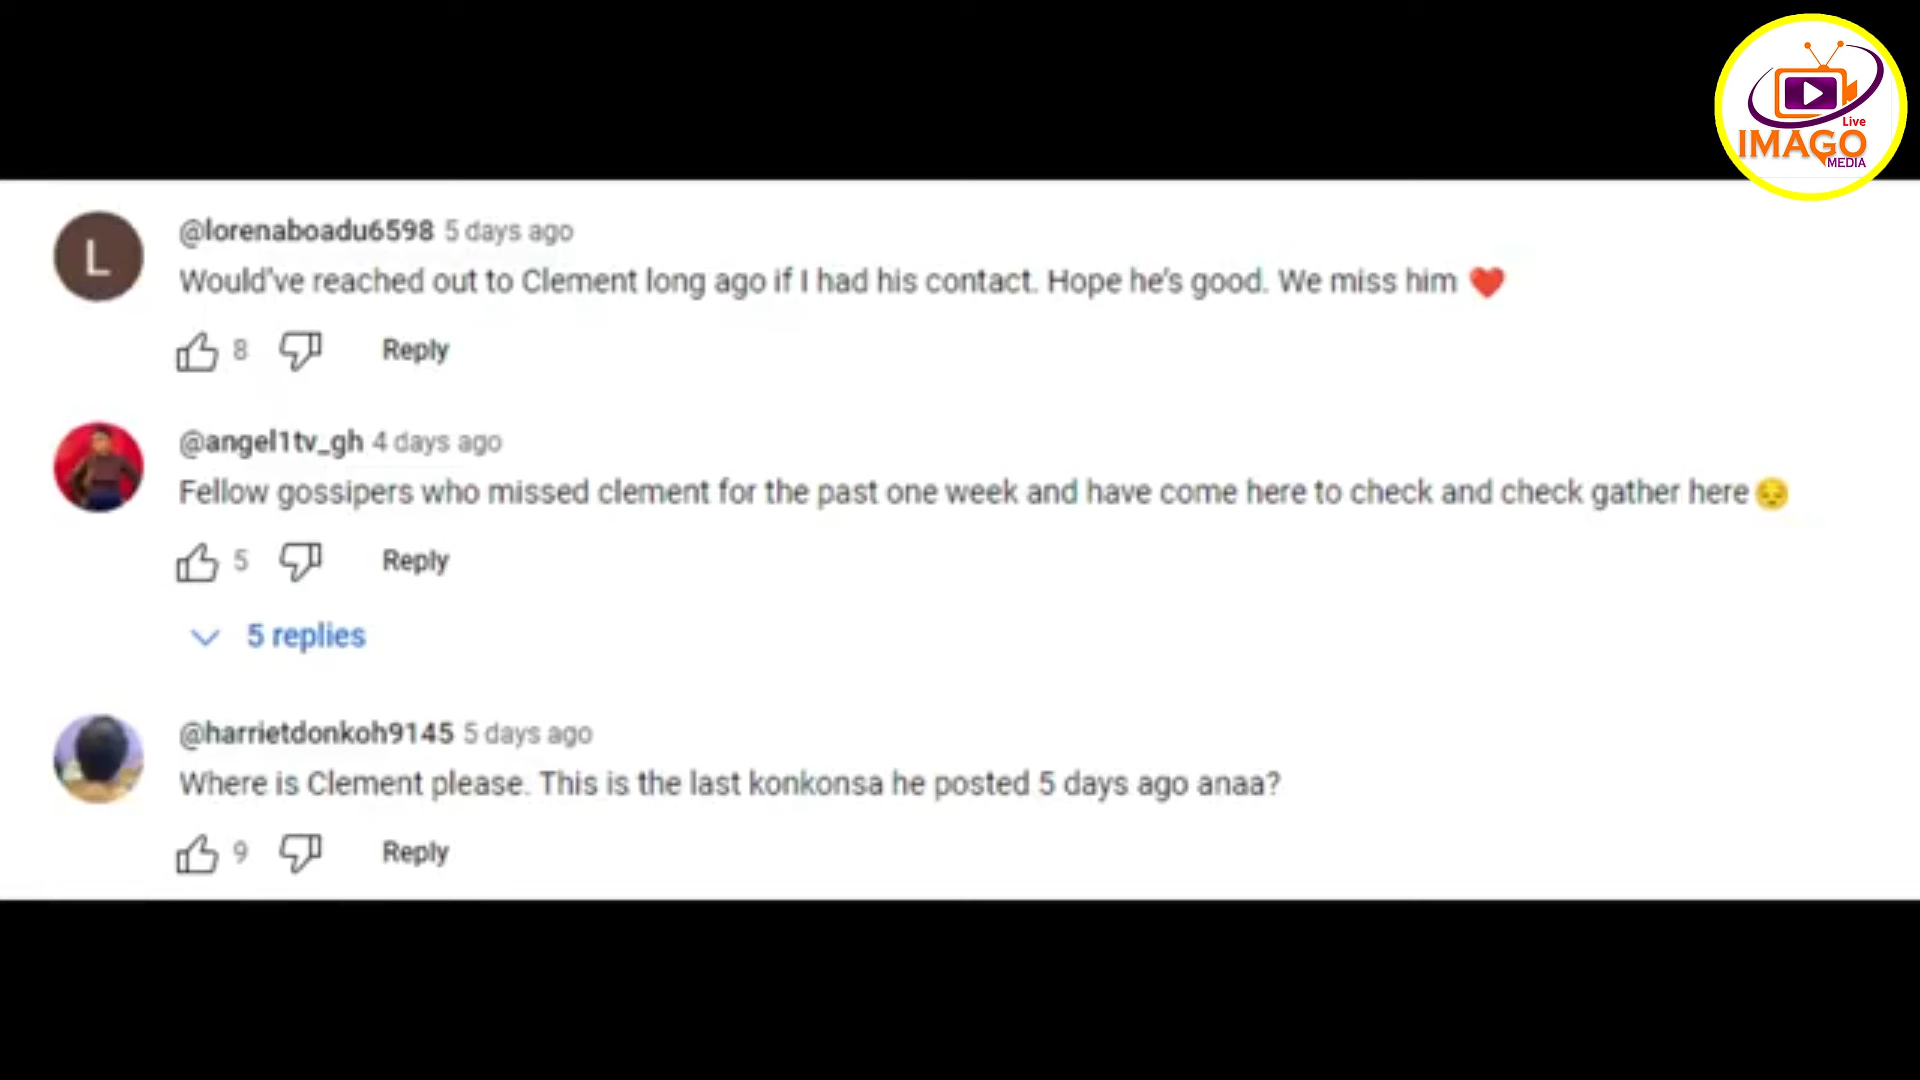 Live
IMAGO
MEDIA
L
@lorenaboadu6598 5 days ago
Would've reached out to Clement long ago if I had his contact. Hope he's good. We miss him ❤️
8 Reply
@angel1tv_gh 4 days ago
Fellow gossipers who missed clement for the past one week and have come here to check and check gather here😔
5 Reply
5 replies
@harrietdonkoh9145 5 days ago
Where is Clement please. This is the last konkonsa he posted 5 days ago anaa?
9 Reply